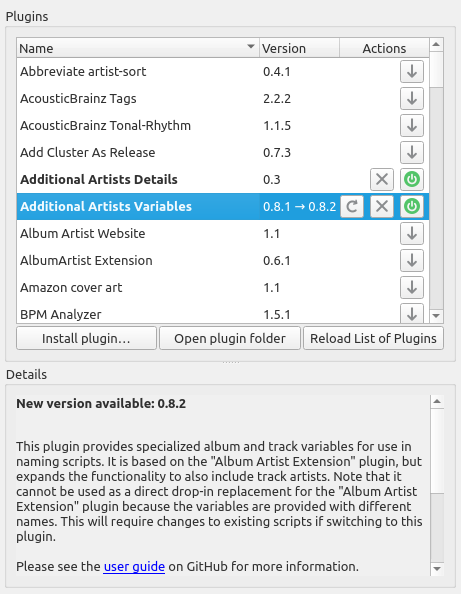 Plugins
Name Version Actions
Abbreviate artist-sort 0.4.1
AcousticBrainz Tags 2.2.2
AcousticBrainz Tonal-Rhythm 1.1.5
Add Cluster As Release 0.7.3
Additional Artists Details 0.3
Additional Artists Variables 0.8.1 → 0.8.2
Album Artist Website 1.1
AlbumArtist Extension 0.6.1
Amazon cover art 1.1
BPM Analyzer 1.5.1
Install plugin... Open plugin folder Reload List of Plugins
Details
New version available: 0.8.2
This plugin provides specialized album and track variables for use in
naming scripts. It is based on the "Album Artist Extension" plugin, but
expands the functionality to also include track artists. Note that it
cannot be used as a direct drop-in replacement for the "Album Artist
Extension" plugin because the variables are provided with different
names. This will require changes to existing scripts if switching to this
plugin.
Please see the user guide on GitHub for more information.